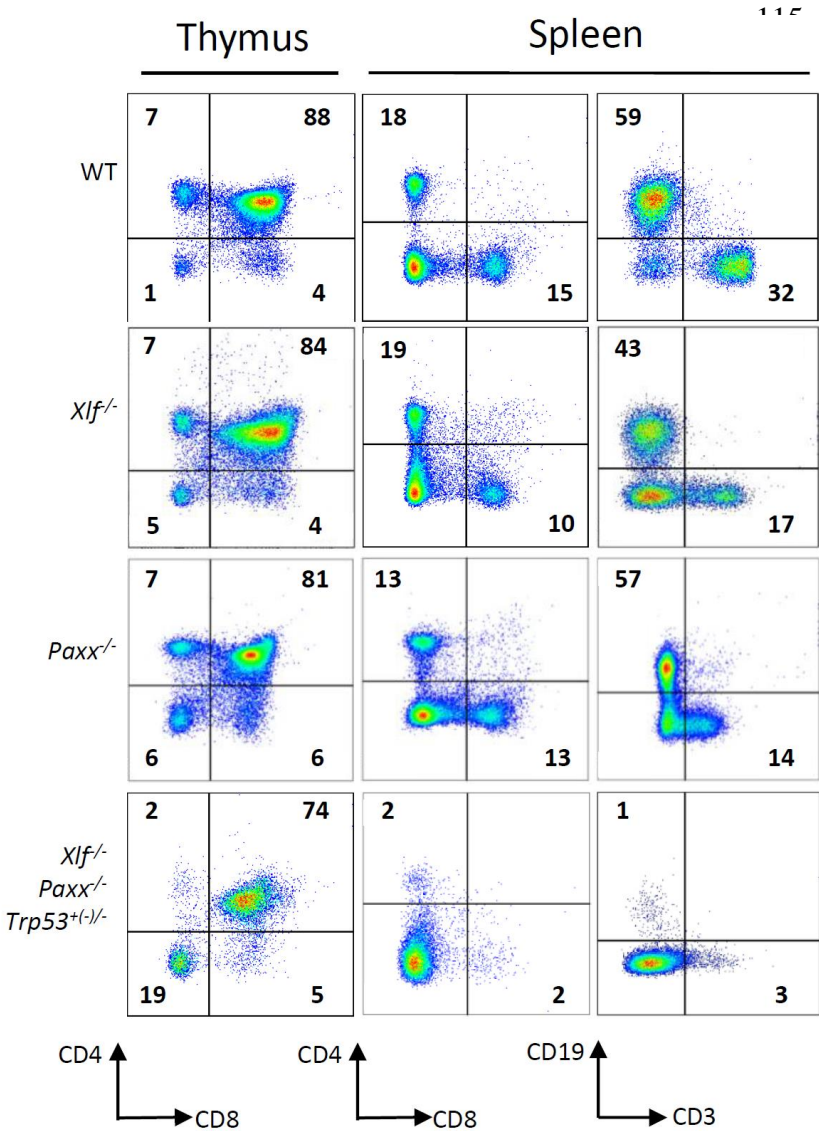 115
Thymus Spleen
7 88 18 59
WT
1 4 15 32
7 84 19 43
Xlf-/-
5 4 10 17
7 81 13 57
Paxx-/-
6 6 13 14
2 74 2 1
Xlf-/-
Paxx-/-
Trp53+(-)/-
19 5 2 3
CD4 CD4 CD19
CD8 CD8 CD3